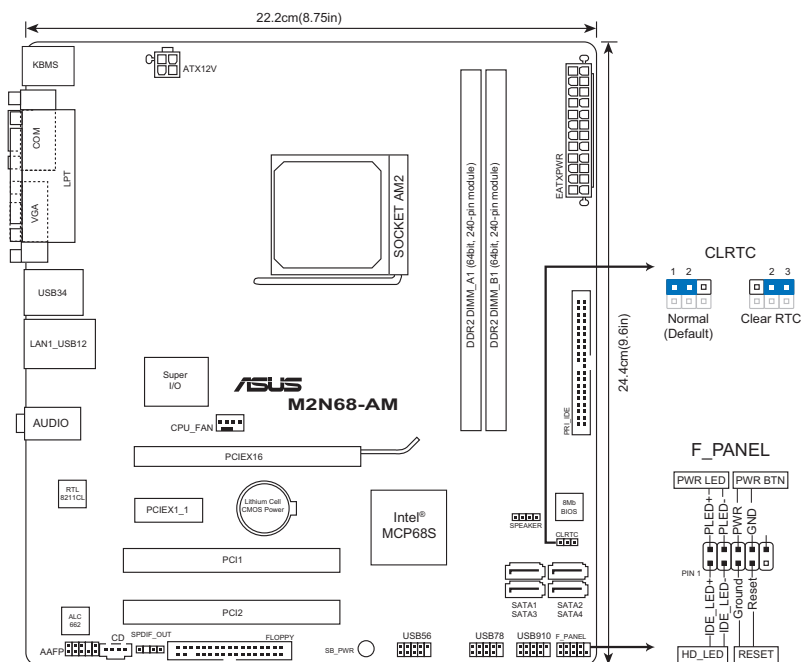 22.2cm(8.75in)
KBMS
ATX12V
COM
LPT
VGA
SOCKET AM2
DDR2 DIMM_A1 (64bit, 240-pin module)
DDR2 DIMM_B1 (64bit, 240-pin module)
EATXPWR
24.4cm(9.6in)
CLRTC
1 2
2 3
Normal
(Default)
Clear RTC
USB34
LAN1_USB12
Super
I/O
ASUS
M2N68-AM
PRI_IDE
AUDIO
CPU_FAN
PCIEX16
F_PANEL
PWR LED
PWR BTN
PLED+
PLED-
PWR
GND
PIN 1
IDE_LED+
IDE_LED-
Ground
Reset
HD_LED
RESET
RTL
8211CL
PCIEX1_1
Lithium Cell
CMOS Power
Intel®
MCP68S
8Mb
BIOS
SPEAKER
CLRTC
PCI1
SATA1
SATA3
SATA2
SATA4
PCI2
ALC
662
AAFP
CD
SPDIF_OUT
FLOPPY
SB_PWR
USB56
USB78
USB910
F_PANEL